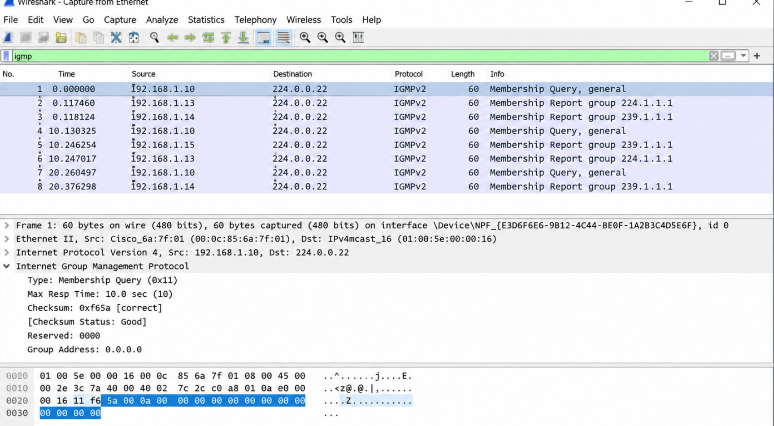 Wireshark - Capture from Ethernet
File Edit View Go Capture Analyze Statistics Telephony Wireless Tools Help
igmp
No. Time Source Destination Protocol Length Info
1 0.000000 192.168.1.10 224.0.0.22 IGMPv2 60 Membership Query, general
2 0.117460 192.168.1.13 224.0.0.22 IGMPv2 60 Membership Report group 224.1.1.1
3 0.118124 192.168.1.14 224.0.0.22 IGMPv2 60 Membership Report group 239.1.1.1
4 10.130325 192.168.1.10 224.0.0.22 IGMPv2 60 Membership Query, general
5 10.246254 192.168.1.15 224.0.0.22 IGMPv2 60 Membership Report group 239.1.1.1
6 10.247017 192.168.1.13 224.0.0.22 IGMPv2 60 Membership Report group 224.1.1.1
7 20.260497 192.168.1.10 224.0.0.22 IGMPv2 60 Membership Query, general
8 20.376298 192.168.1.14 224.0.0.22 IGMPv2 60 Membership Report group 239.1.1.1
Frame 1: 60 bytes on wire (480 bits), 60 bytes captured (480 bits) on interface \Device\NPF_{E3D6F6E6-9B12-4C44-BE0F-1A2B3C4D5E6F}, id 0
Ethernet II, Src: Cisco_6a:7f:01 (00:0c:85:6a:7f:01), Dst: IPv4mcast_16 (01:00:5e:00:00:16)
Internet Protocol Version 4, Src: 192.168.1.10, Dst: 224.0.0.22
Internet Group Management Protocol
Type: Membership Query (0x11)
Max Resp Time: 10.0 sec (10)
Checksum: 0xf65a [correct]
[Checksum Status: Good]
Reserved: 0000
Group Address: 0.0.0.0
0000 01 00 5e 00 00 16 00 0c 85 6a 7f 01 08 00 45 00 ..^......j....E.
0010 00 2e 3c 7a 40 00 40 02 7c 2c c0 a8 01 0a e0 00 ..<z@.@.|,......
0020 00 16 11 f6 5a 00 0a 00 00 00 00 00 00 00 00 00 ....Z...........
0030 00 00 00 00 ...